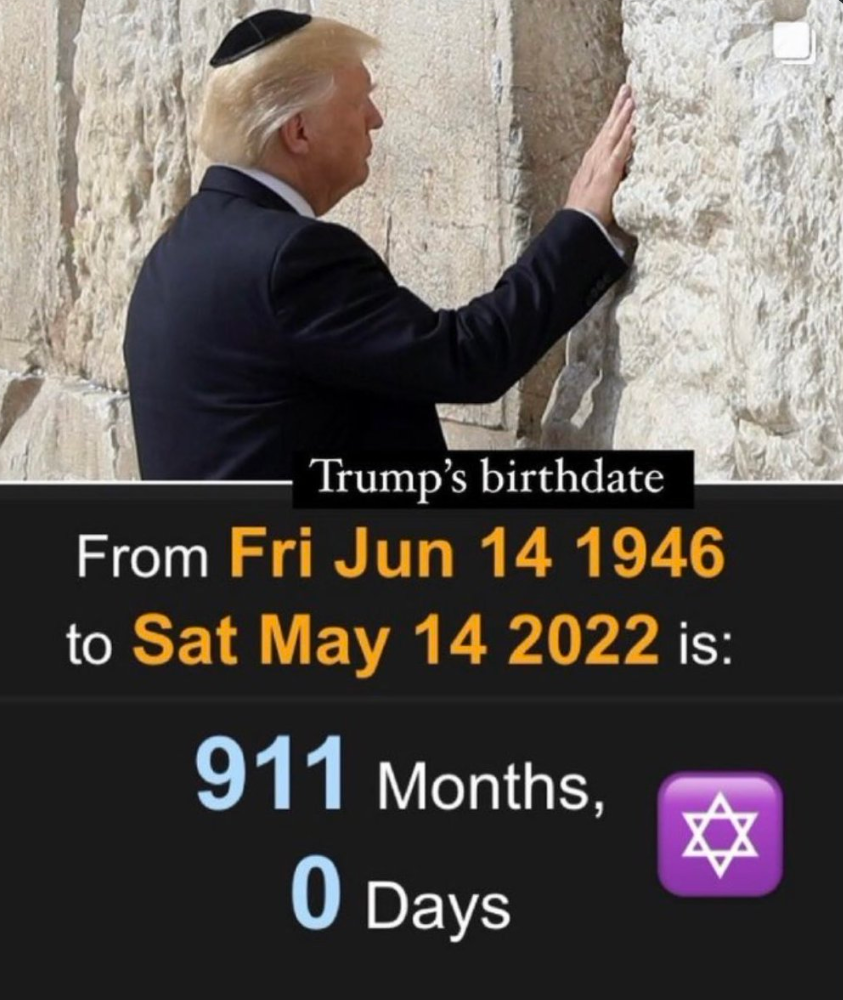 Trump's birthdate
From Fri Jun 14 1946
to Sat May 14 2022 is:
911 Months,
0 Days